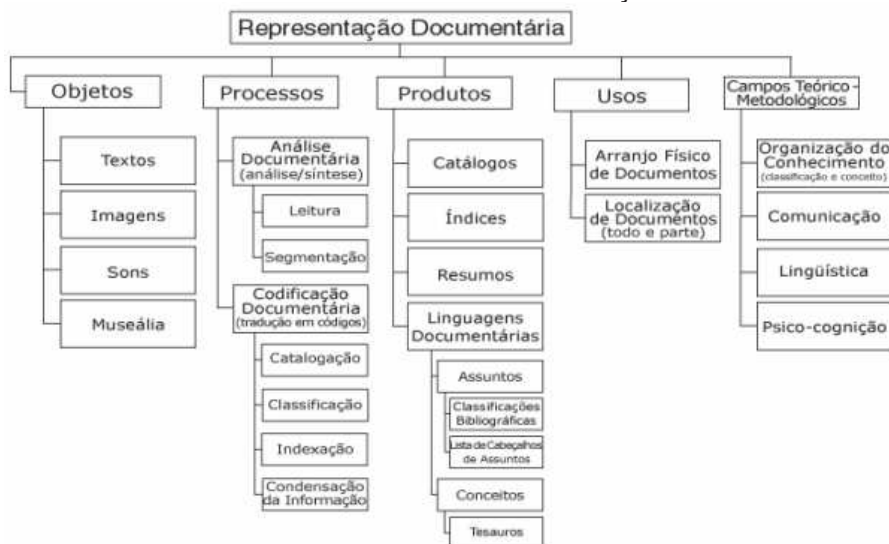 Representação Documentária
Objetos
Textos
Imagens
Sons
Museália
Processos
Análise
Documentária
(análise/síntese)
Leitura
Segmentação
Codificação
Documentária
(tradução em códigos)
Catalogação
Classificação
Indexação
Condensação
da Informação
Produtos
Catálogos
Índices
Resumos
Linguagens
Documentárias
Assuntos
Classificações
Bibliográficas
Lista de Cabeçalhos
de Assuntos
Conceitos
Tesauros
Usos
Arranjo Físico
de Documentos
Localização
de Documentos
(todo e parte)
Campos Teórico-
Metodológicos
Organização do
Conhecimento
(classificação e conceito)
Comunicação
Lingüística
Psico-cognição